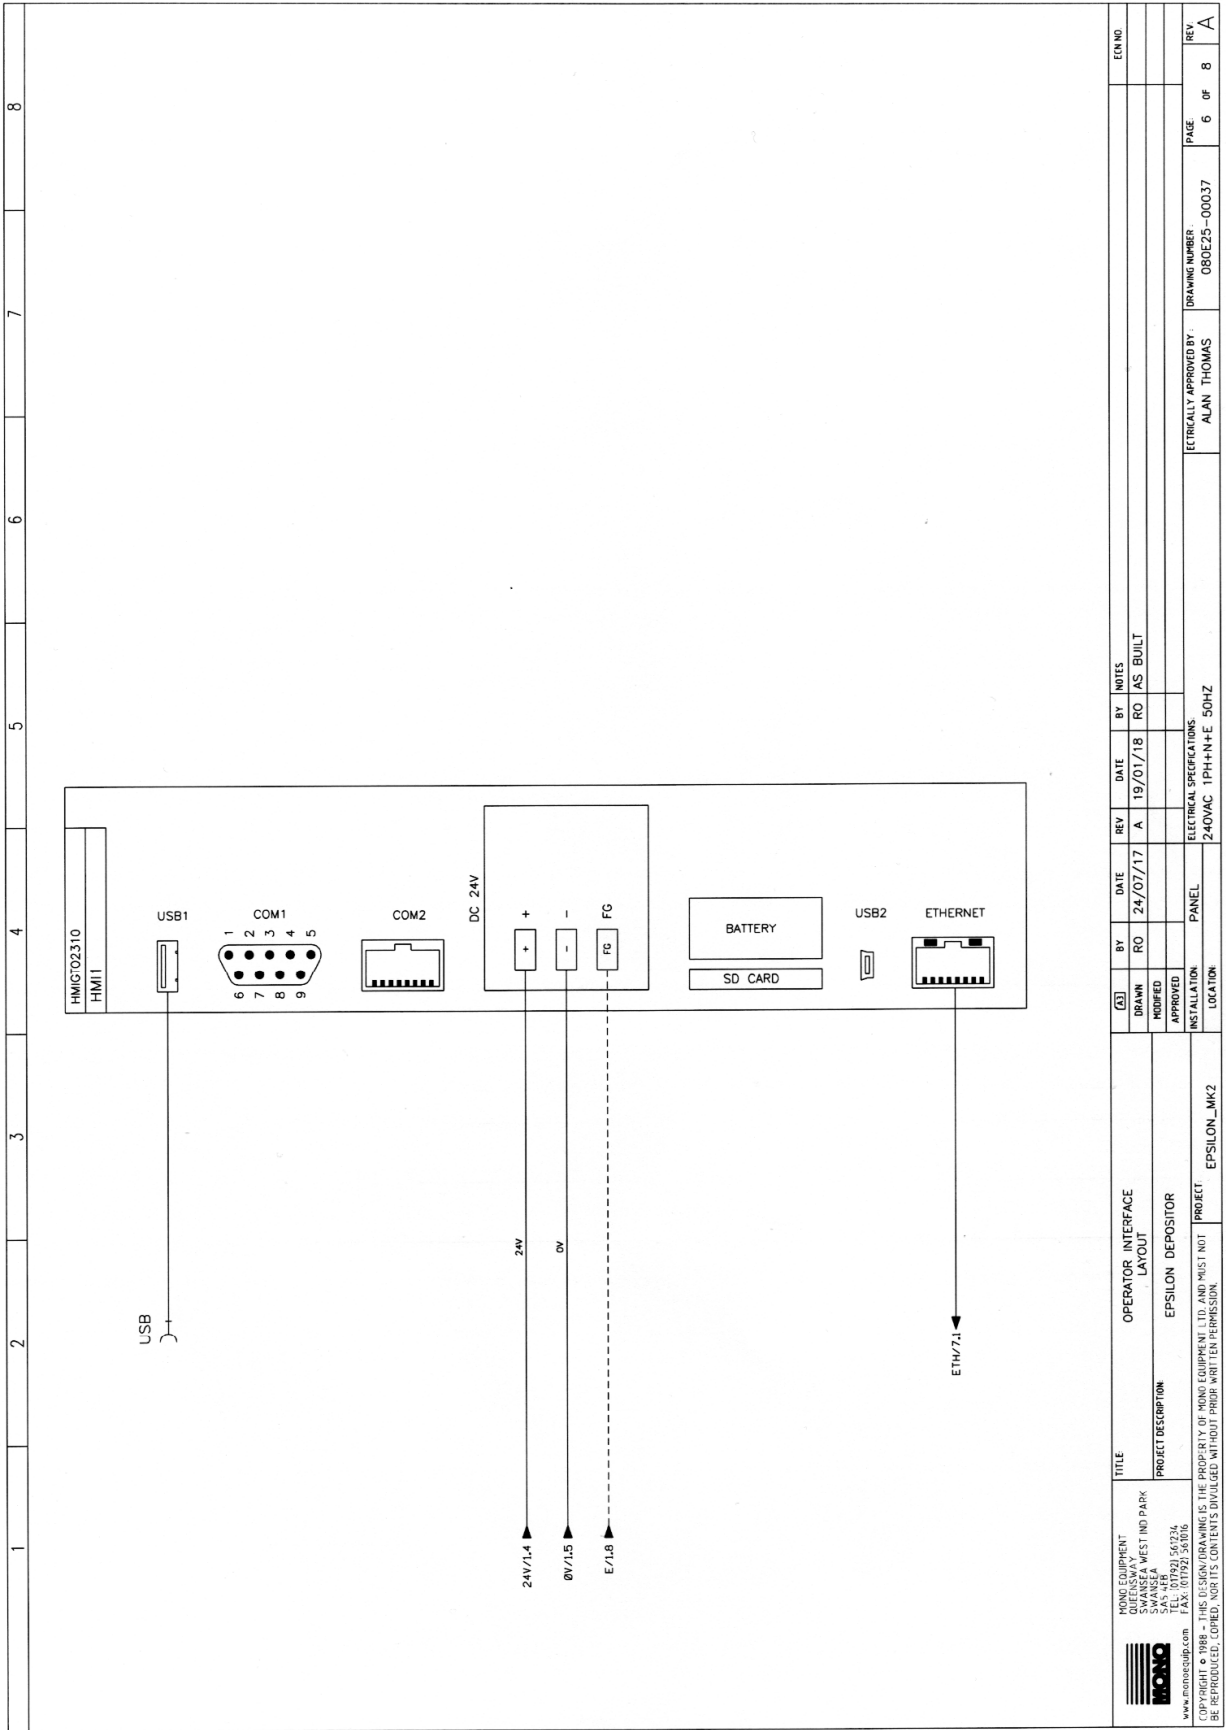 1 2 3 4 5 6 7 8
HMIGTO2310
HMI1
USB
USB1
COM1
1 2 3 4 5
6 7 8 9
COM2
DC 24V
24V/1.4 24V + +
0V/1.5 0V - -
E/1.8 FG FG
BATTERY
SD CARD
USB2
ETHERNET
ETH/7.1
MONO
www.monoequip.com
MONO EQUIPMENT
QUEENSWAY
SWANSEA WEST IND PARK
SWANSEA
SA5 4EB
TEL: (01792) 561234
FAX: (01792) 561016
COPYRIGHT © 1988 - THIS DESIGN/DRAWING IS THE PROPERTY OF MONO EQUIPMENT LTD. AND MUST NOT
BE REPRODUCED, COPIED, NOR ITS CONTENTS DIVULGED WITHOUT PRIOR WRITTEN PERMISSION.
TITLE:
OPERATOR INTERFACE
LAYOUT
PROJECT DESCRIPTION:
EPSILON DEPOSITOR
PROJECT:
EPSILON_MK2
A3 BY DATE REV DATE BY NOTES ECN NO.
DRAWN RO 24/07/17 A 19/01/18 RO AS BUILT
MODIFIED
APPROVED
INSTALLATION: PANEL
LOCATION:
ELECTRICAL SPECIFICATIONS:
240VAC 1PH+N+E 50HZ
ECTRICALLY APPROVED BY:
ALAN THOMAS
DRAWING NUMBER:
080E25-00037
PAGE:
6 OF 8
REV:
A